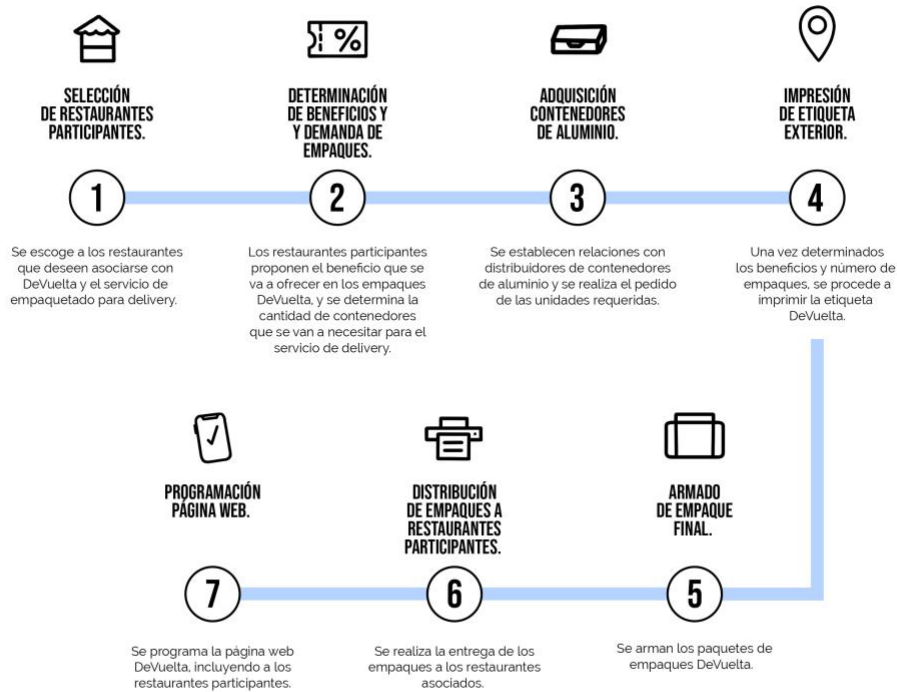 %
SELECCIÓN
DE RESTAURANTES
PARTICIPANTES.
DETERMINACIÓN
DE BENEFICIOS Y
Y DEMANDA DE
EMPAQUES.
ADQUISICIÓN
CONTENEDORES
DE ALUMINIO.
IMPRESIÓN
DE ETIQUETA
EXTERIOR.
1
2
3
4
Se escoge a los restaurantes
que deseen asociarse con
DeVuelta y el servicio de
empaquetado para delivery.
Los restaurantes participantes
proponen el beneficio que se
va a ofrecer en los empaques
DeVuelta, y se determina la
cantidad de contenedores
que se van a necesitar para el
servicio de delivery.
Se establecen relaciones con
distribuidores de contenedores
de aluminio y se realiza el pedido
de las unidades requeridas.
Una vez determinados
los beneficios y número de
empaques, se procede a
imprimir la etiqueta
DeVuelta.
ARMADO
DE EMPAQUE
FINAL.
5
Se arman los paquetes de
empaques DeVuelta.
DISTRIBUCIÓN
DE EMPAQUES A
RESTAURANTES
PARTICIPANTES.
6
Se realiza la entrega de los
empaques a los restaurantes
asociados.
PROGRAMACIÓN
PÁGINA WEB.
7
Se programa la página web
DeVuelta, incluyendo a los
restaurantes participantes.